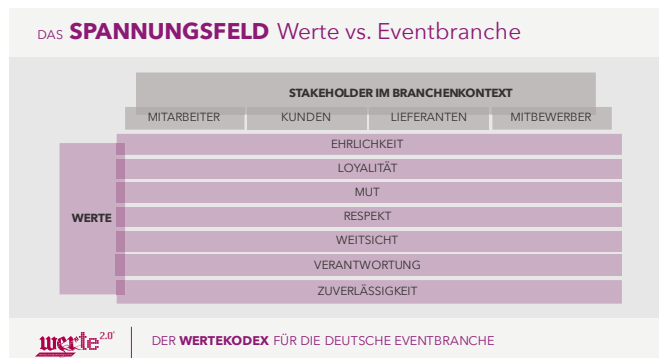 DAS SPANNUNGSFELD Werte vs. Eventbranche
STAKEHOLDER IM BRANCHENKONTEXT
MITARBEITER KUNDEN LIEFERANTEN MITBEWERBER
EHRLICHKEIT
LOYALITÄT
MUT
WERTE RESPEKT
WEITSICHT
VERANTWORTUNG
ZUVERLÄSSIGKEIT
werte 2.0 DER WERTEKODEX FÜR DIE DEUTSCHE EVENTBRANCHE